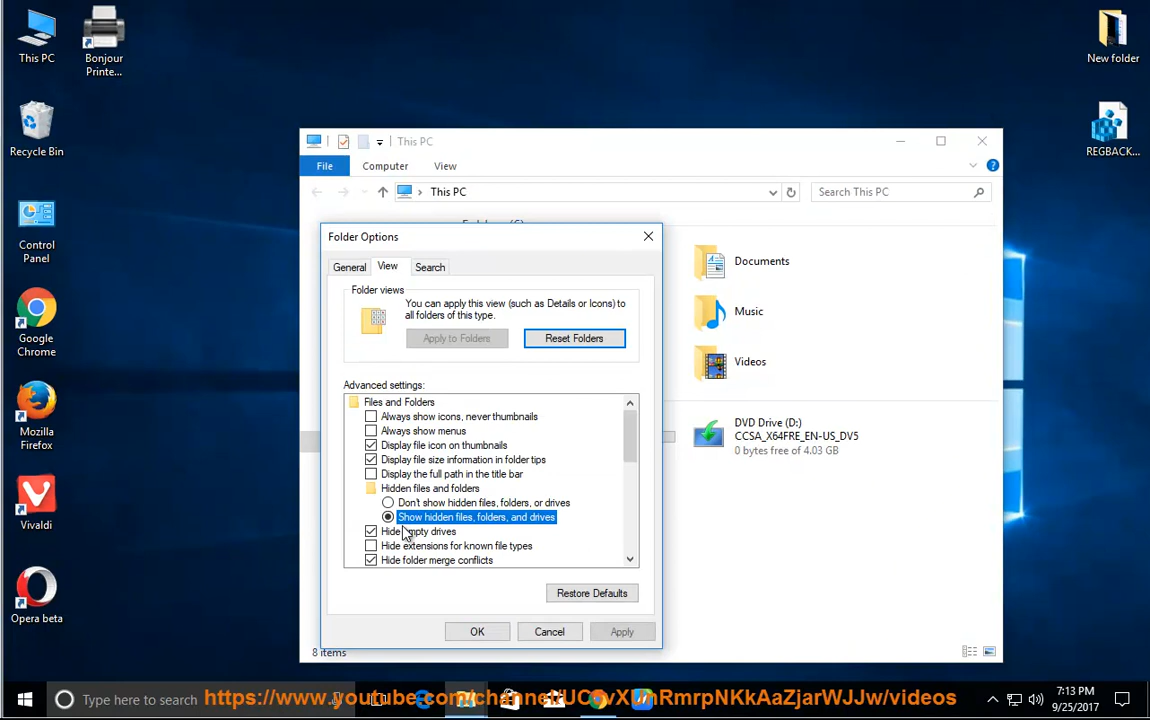 This PC
Bonjour
Printe...
New folder
Recycle Bin
REGBACK...
This PC
File
Computer
View
This PC
Search This PC
Control
Panel
Folder Options
General
View
Search
Documents
Folder views
You can apply this view (such as Details or Icons) to
all folders of this type.
Apply to Folders
Reset Folders
Music
Google
Chrome
Videos
Advanced settings:
Files and Folders
Always show icons, never thumbnails
Always show menus
Display file icon on thumbnails
Display file size information in folder tips
Display the full path in the title bar
Hidden files and folders
Don't show hidden files, folders, or drives
Show hidden files, folders, and drives
Hide empty drives
Hide extensions for known file types
Hide folder merge conflicts
DVD Drive (D:)
CCSA_X64FRE_EN-US_DV5
0 bytes free of 4.03 GB
Mozilla
Firefox
Vivaldi
Restore Defaults
Opera beta
OK
Cancel
Apply
8 items
Type here to search
7:13 PM
9/25/2017